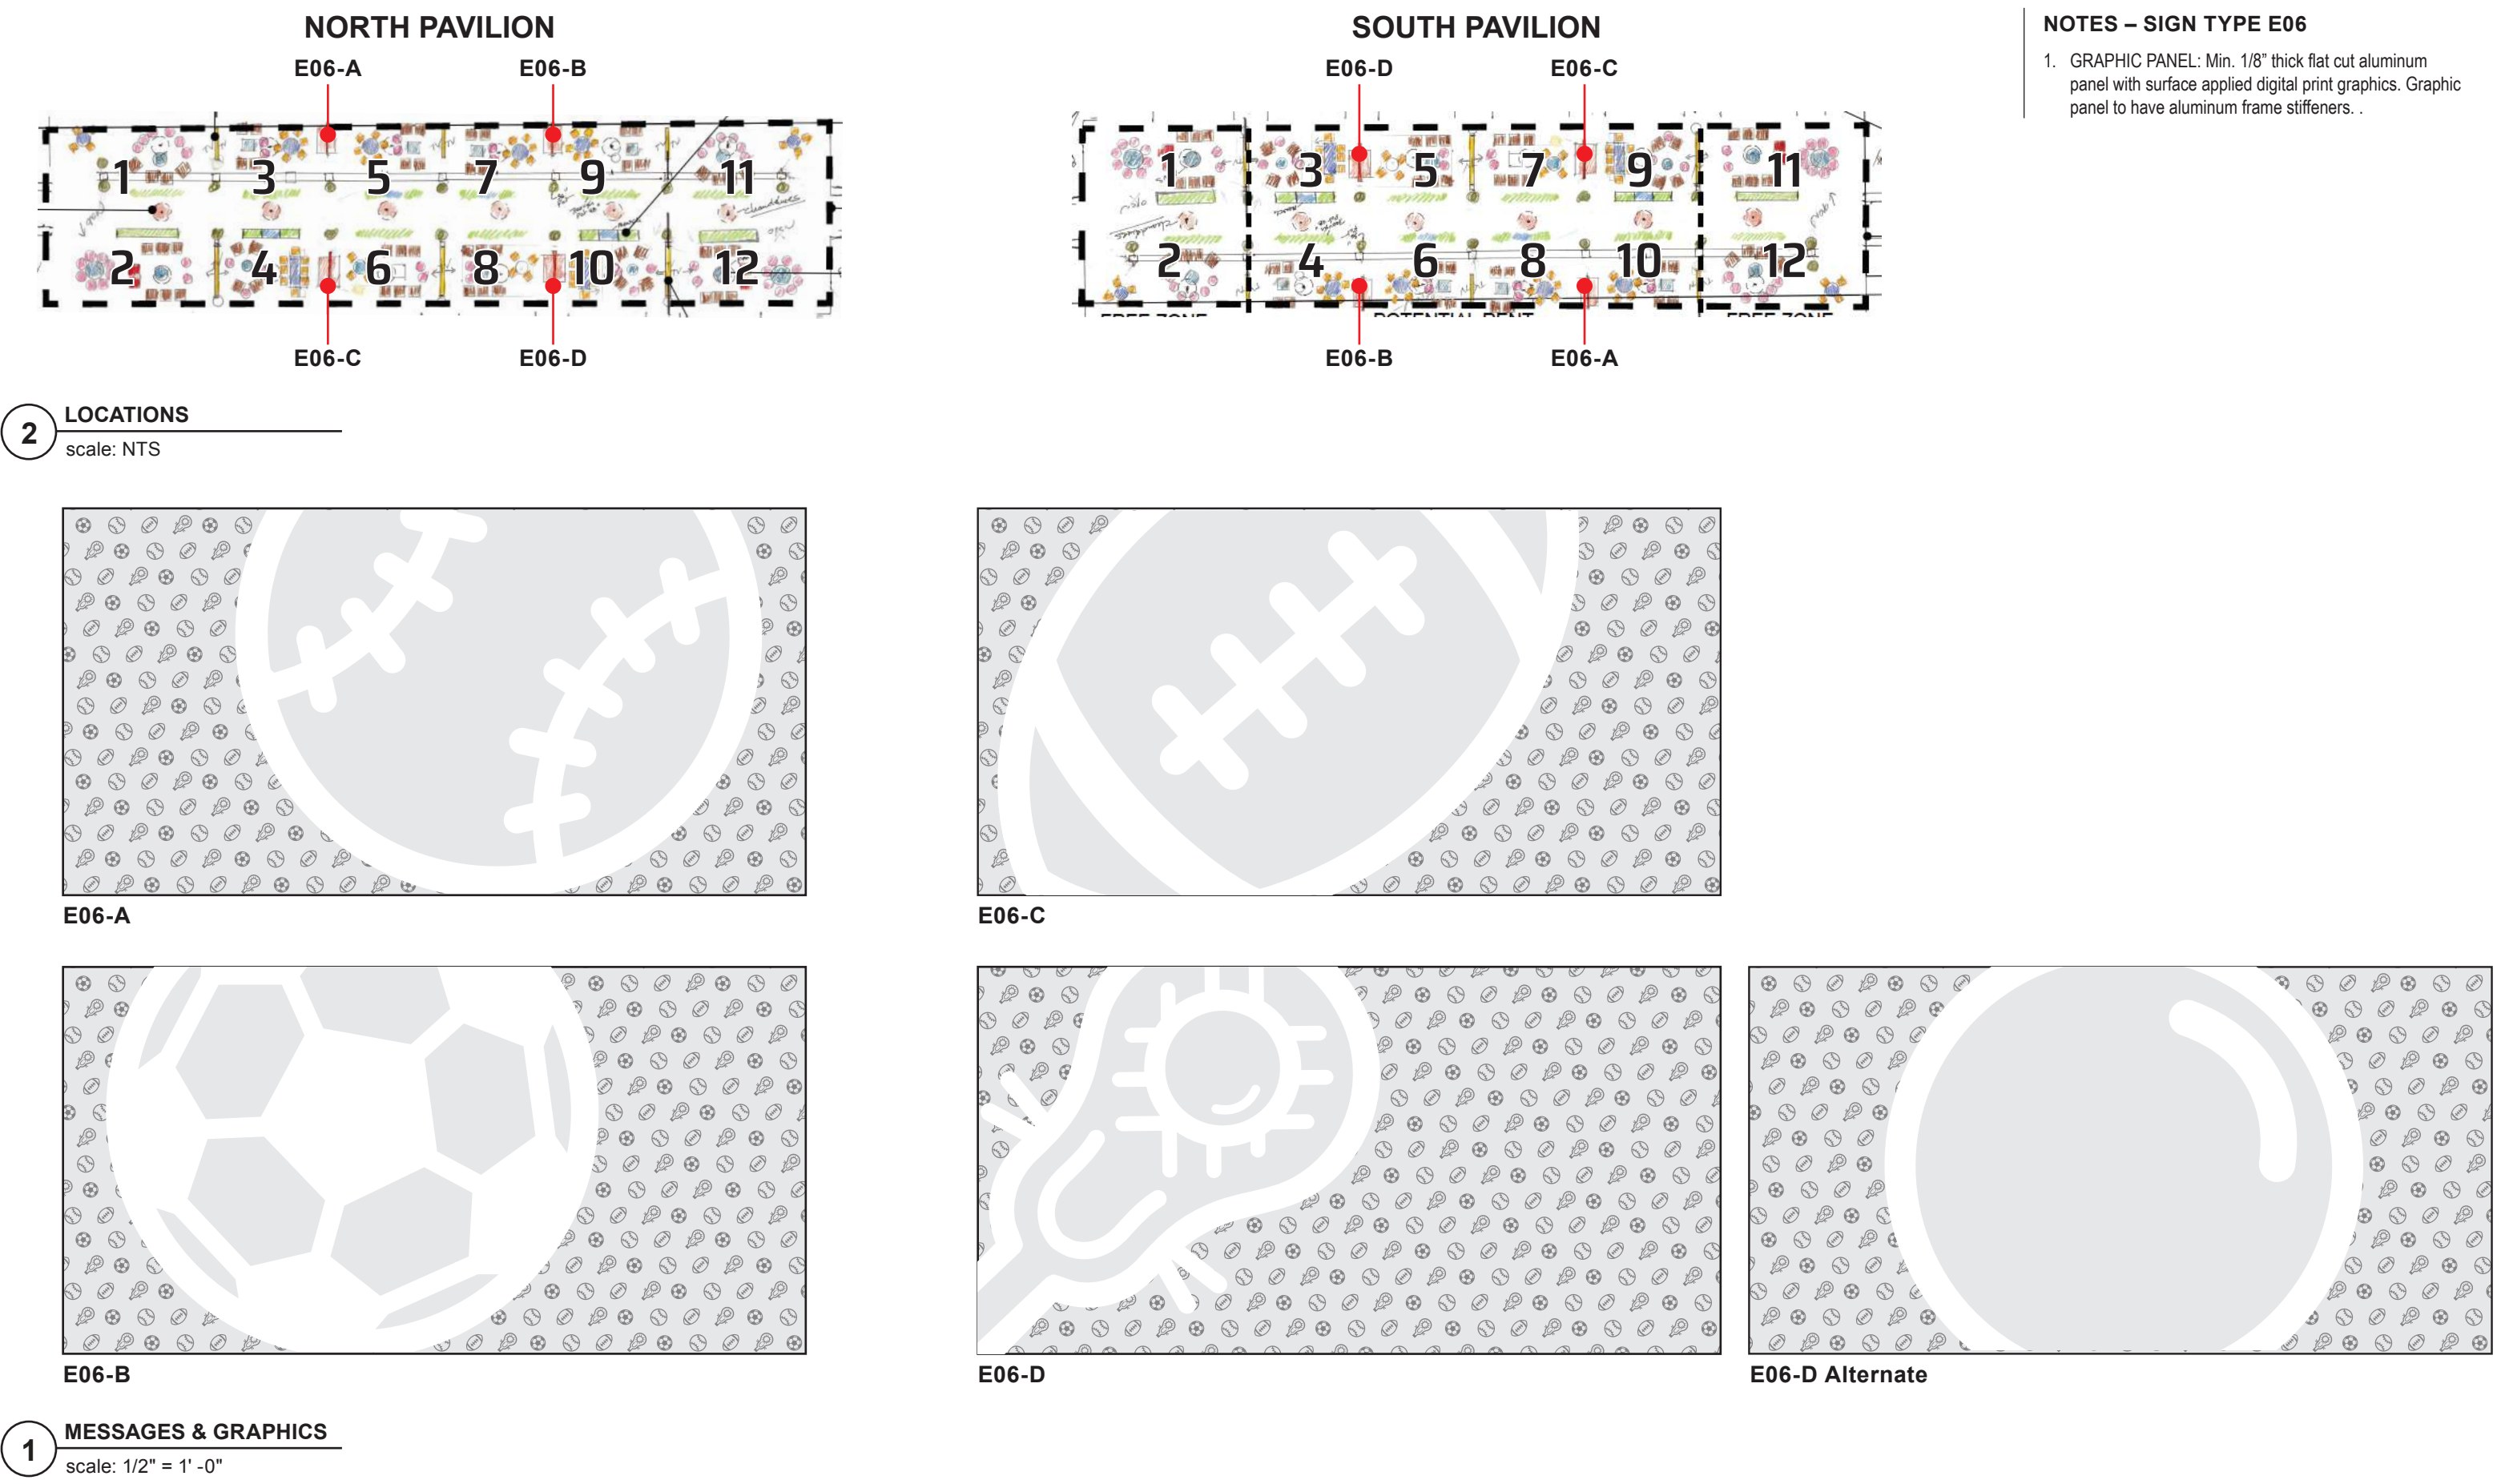 NORTH PAVILION
E06-A
E06-B
1
3
5
7
9
11
2
4
6
8
10
12
E06-C
E06-D
SOUTH PAVILION
E06-D
E06-C
1
3
5
7
9
11
2
4
6
8
10
12
E06-B
E06-A
NOTES – SIGN TYPE E06
1. GRAPHIC PANEL: Min. 1/8” thick flat cut aluminum
panel with surface applied digital print graphics. Graphic
panel to have aluminum frame stiffeners. .
2
LOCATIONS
scale: NTS
E06-A
E06-C
E06-B
E06-D
E06-D Alternate
1
MESSAGES & GRAPHICS
scale: 1/2" = 1' -0"